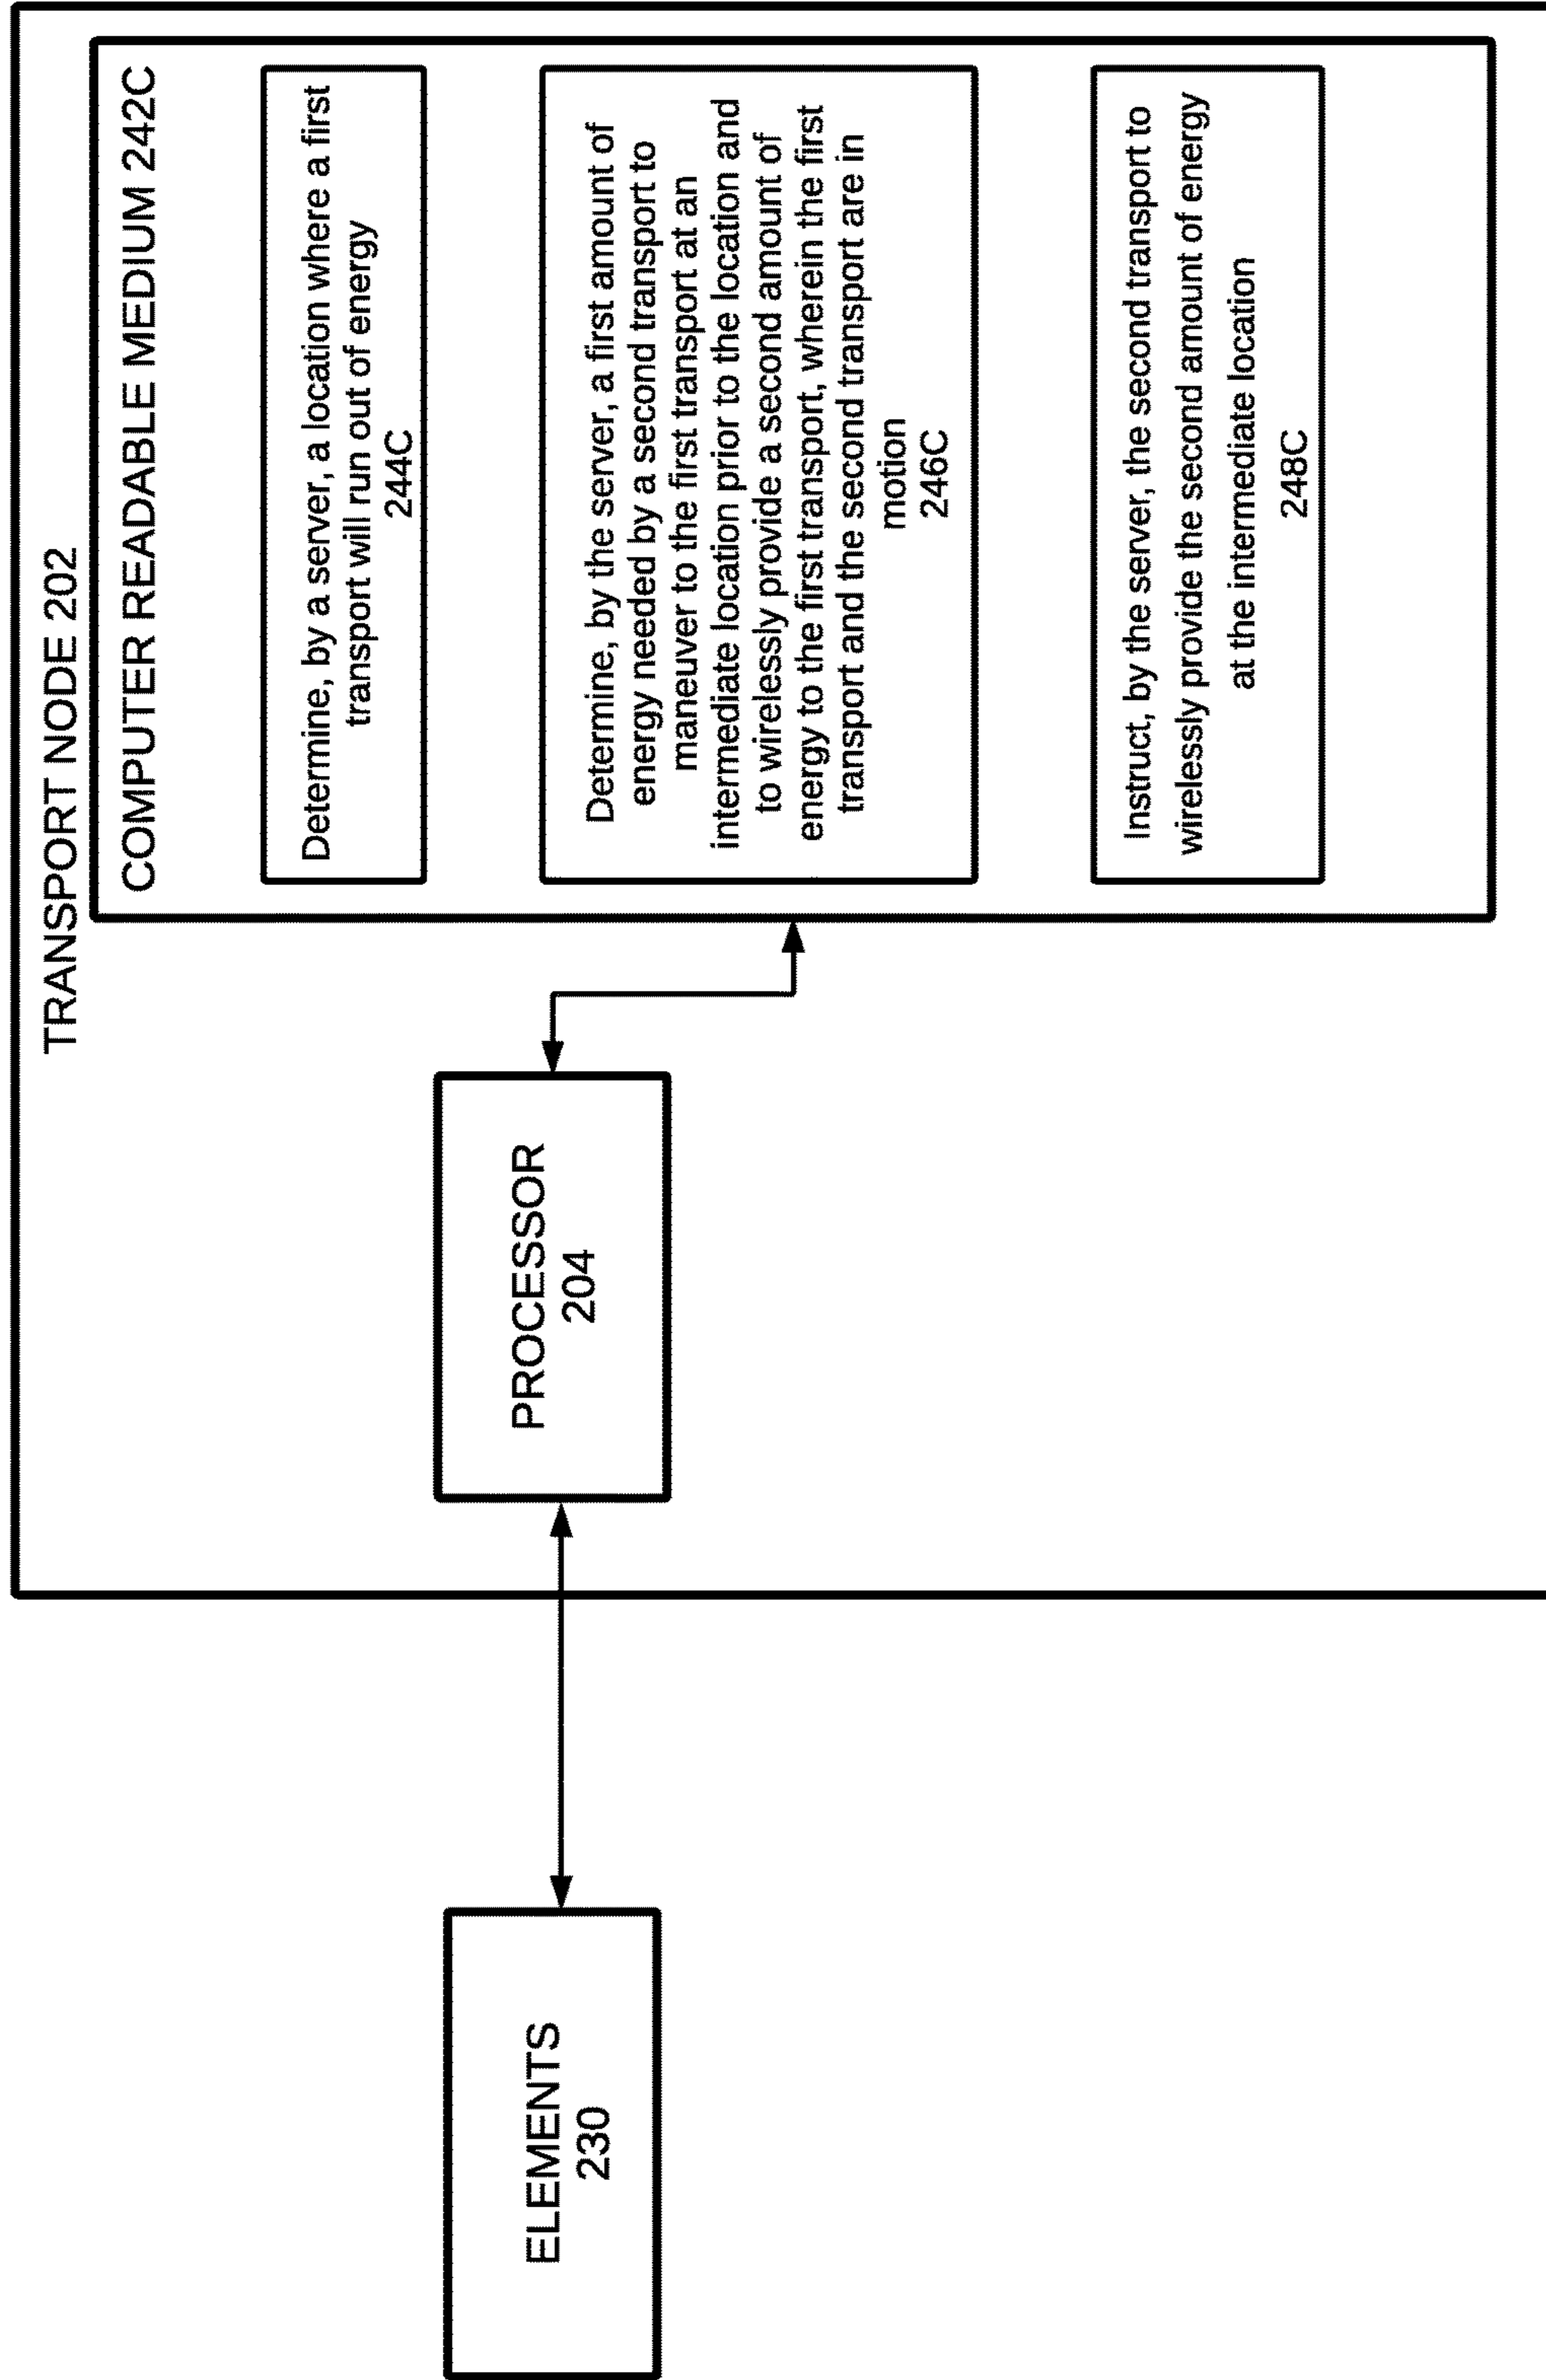 TRANSPORT NODE 202
COMPUTER READABLE MEDIUM 242C
Determine, by a server, a location where a first
transport will run out of energy
244C
Determine, by the server, a first amount of
energy needed by a second transport to
maneuver to the first transport at an
intermediate location prior to the location and
to wirelessly provide a second amount of
energy to the first transport, wherein the first
transport and the second transport are in
motion
246C
Instruct, by the server, the second transport to
wirelessly provide the second amount of energy
at the intermediate location
248C
PROCESSOR
204
ELEMENTS
230